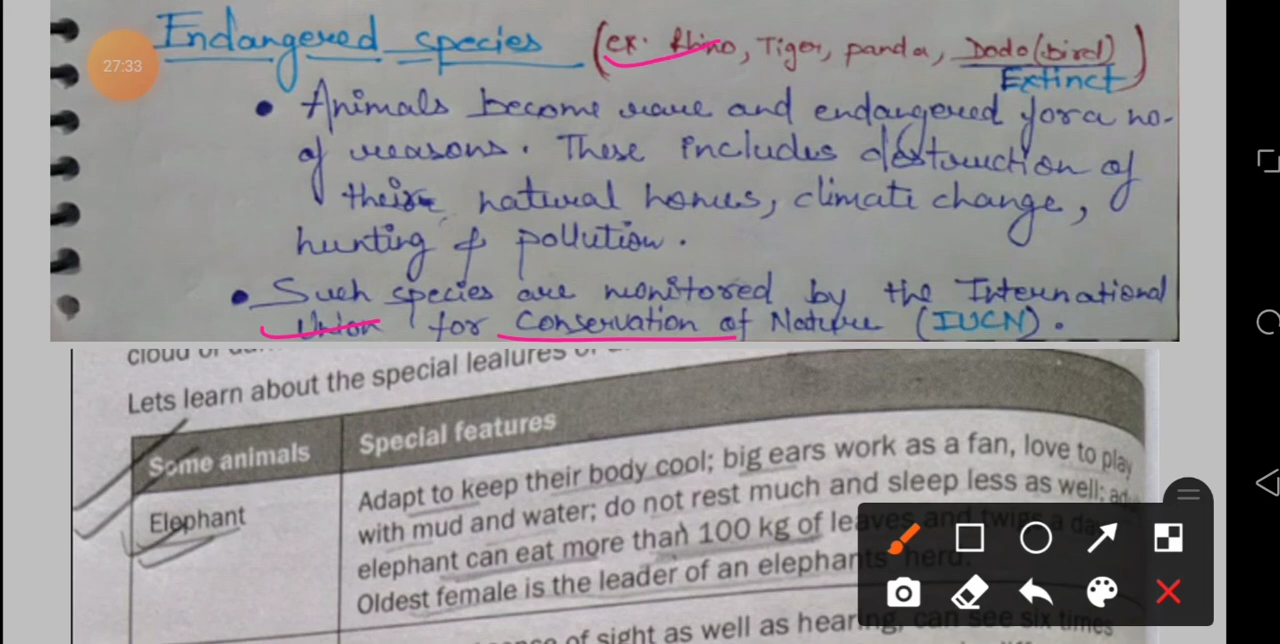 27:33
Endangered species (ex. Rhino, Tiger, panda, Dodo (bird)
Extinct)
• Animals become rare and endangered for a no.
of reasons. These includes destruction of
their natural homes, climate change,
hunting & pollution.
• Such species are monitored by the International
Union for Conservation of Nature (IUCN).
Lets learn about the special
Some animals Special features
Elephant Adapt to keep their body cool; big ears work as a fan, love to play
with mud and water; do not rest much and sleep less as well;
elephant can eat more than 100 kg of leaves and twigs a day.
Oldest female is the leader of an elephants' herd.
of sight as well as hearing, can see six times